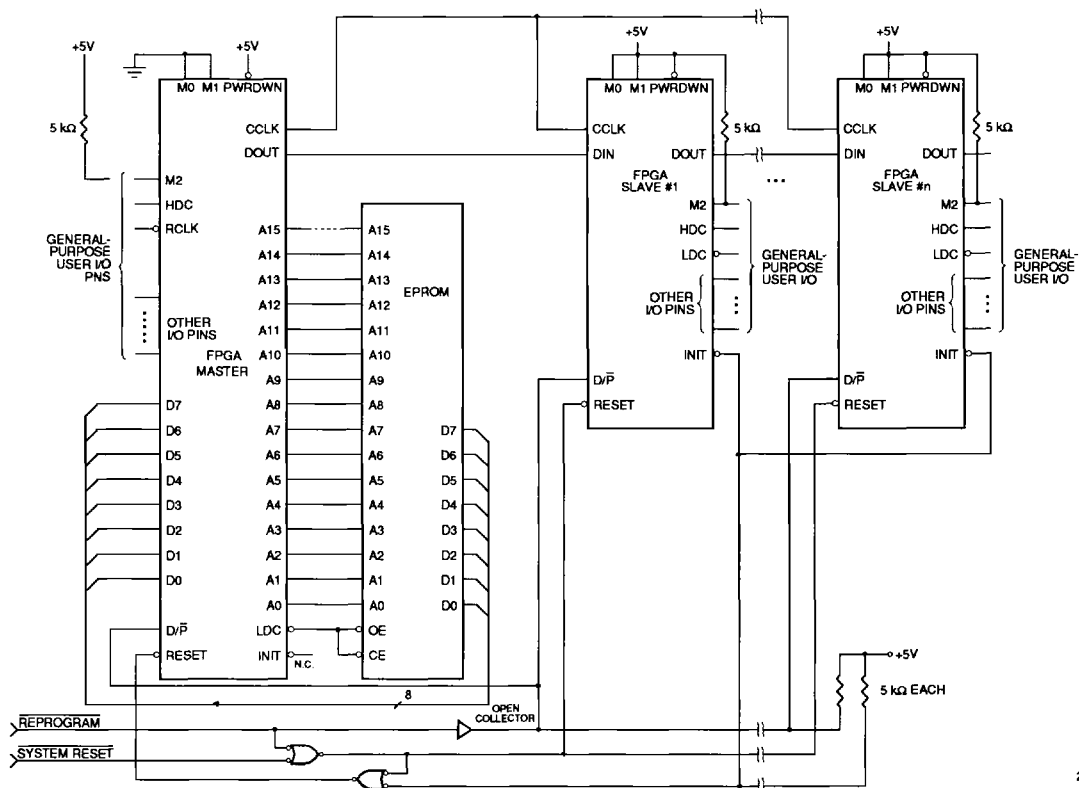 +5V
+5V
+5V
+5V
M0 M1 PWRDWN
M0 M1 PWRDWN
M0 M1 PWRDWN
5 kΩ
CCLK
DOUT
M2
HDC
RCLK
GENERAL-
PURPOSE
USER I/O
PNS
OTHER
I/O PINS
FPGA
MASTER
A15
A14
A13
A12
A11
A10
A9
A8
A7
A6
A5
A4
A3
A2
A1
A0
LDC
INIT
N.C.
D7
D6
D5
D4
D3
D2
D1
D0
D/P̅
RESET
A15
A14
A13
A12
A11
A10
A9
A8
A7
A6
A5
A4
A3
A2
A1
A0
OE
CE
EPROM
D7
D6
D5
D4
D3
D2
D1
D0
8
CCLK
DIN
DOUT
5 kΩ
FPGA
SLAVE #1
M2
HDC
LDC
OTHER
I/O PINS
GENERAL-
PURPOSE
USER I/O
INIT
D/P̅
RESET
CCLK
DIN
DOUT
5 kΩ
FPGA
SLAVE #n
M2
HDC
LDC
OTHER
I/O PINS
GENERAL-
PURPOSE
USER I/O
INIT
D/P̅
RESET
+5V
5 kΩ EACH
OPEN
COLLECTOR
REPROGRAM
SYSTEM RESET
2